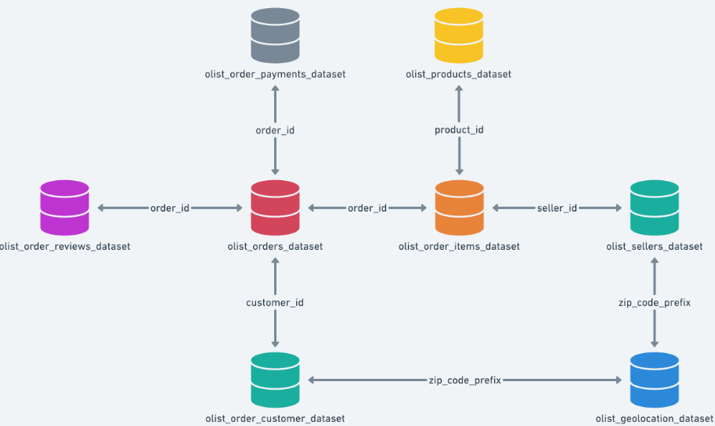 olist_order_payments_dataset
olist_products_dataset
order_id
product_id
order_id
order_id
seller_id
olist_order_reviews_dataset
olist_orders_dataset
olist_order_items_dataset
olist_sellers_dataset
customer_id
zip_code_prefix
zip_code_prefix
olist_order_customer_dataset
olist_geolocation_dataset